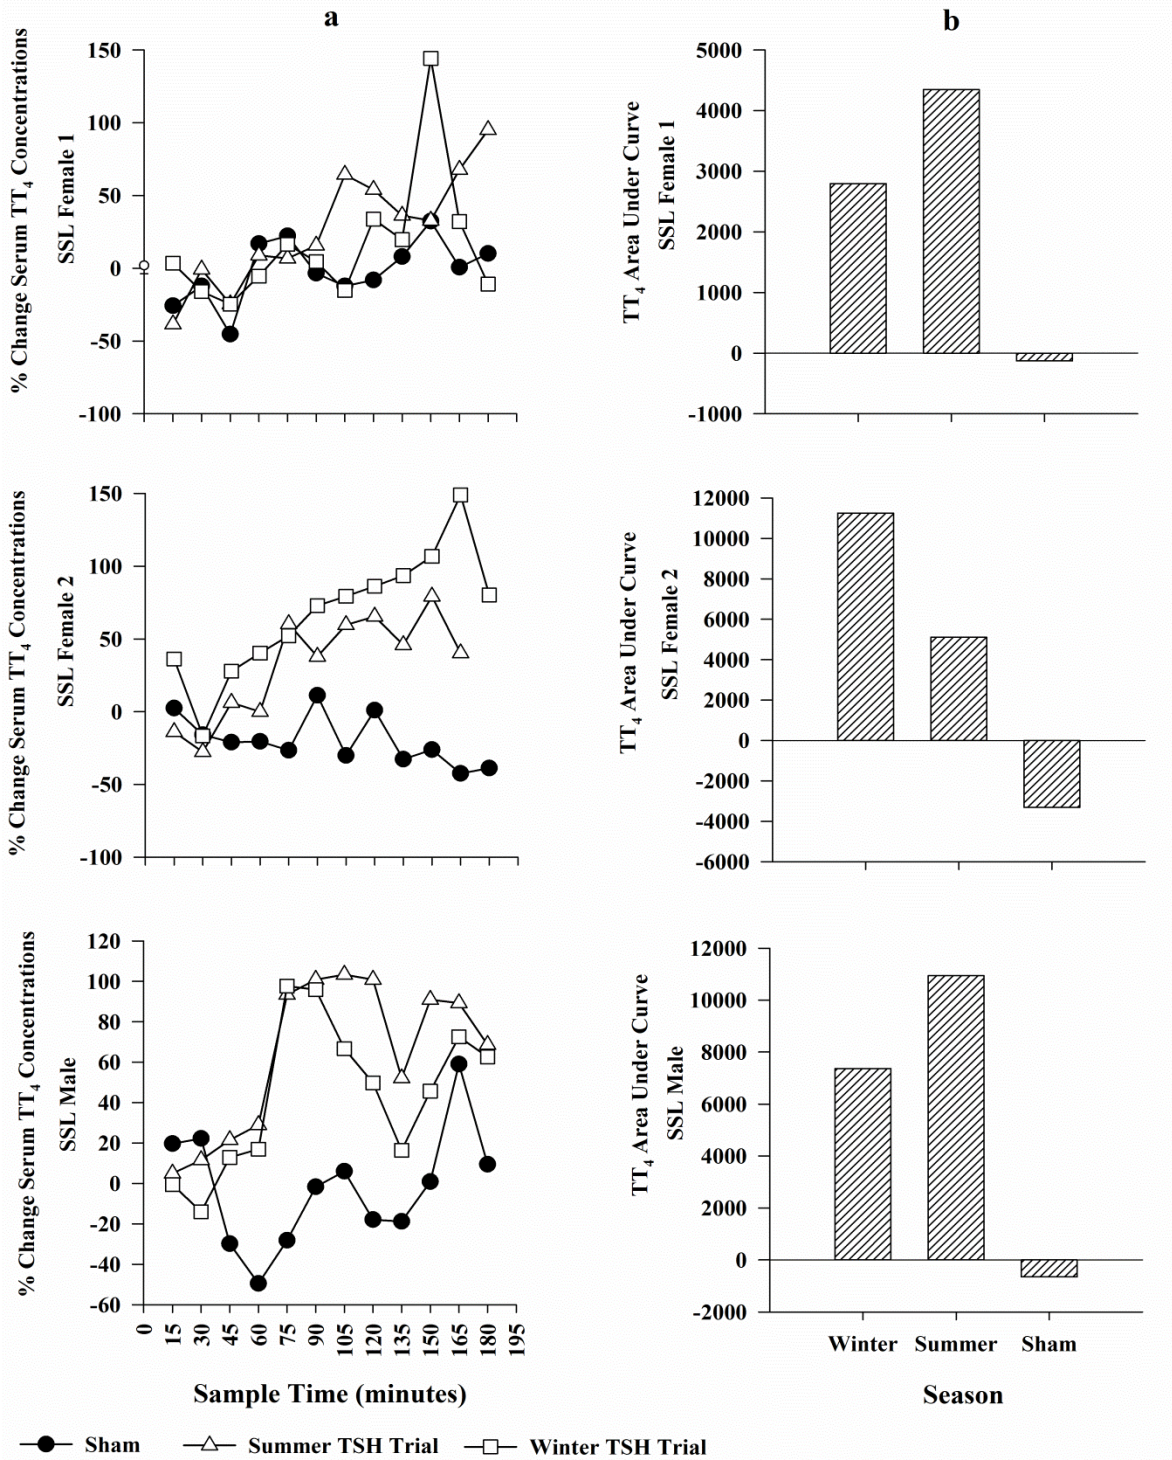 a
b
% Change Serum TT4 Concentrations
SSL Female 1
150
100
50
0
-50
-100
TT4 Area Under Curve
SSL Female 1
5000
4000
3000
2000
1000
0
-1000
% Change Serum TT4 Concentrations
SSL Female 2
150
100
50
0
-50
-100
TT4 Area Under Curve
SSL Female 2
12000
10000
8000
6000
4000
2000
0
-2000
-4000
-6000
% Change Serum TT4 Concentrations
SSL Male
120
100
80
60
40
20
0
-20
-40
-60
0 15 30 45 60 75 90 105 120 135 150 165 180 195
Sample Time (minutes)
TT4 Area Under Curve
SSL Male
12000
10000
8000
6000
4000
2000
0
-2000
Winter Summer Sham
Season
Sham Summer TSH Trial Winter TSH Trial